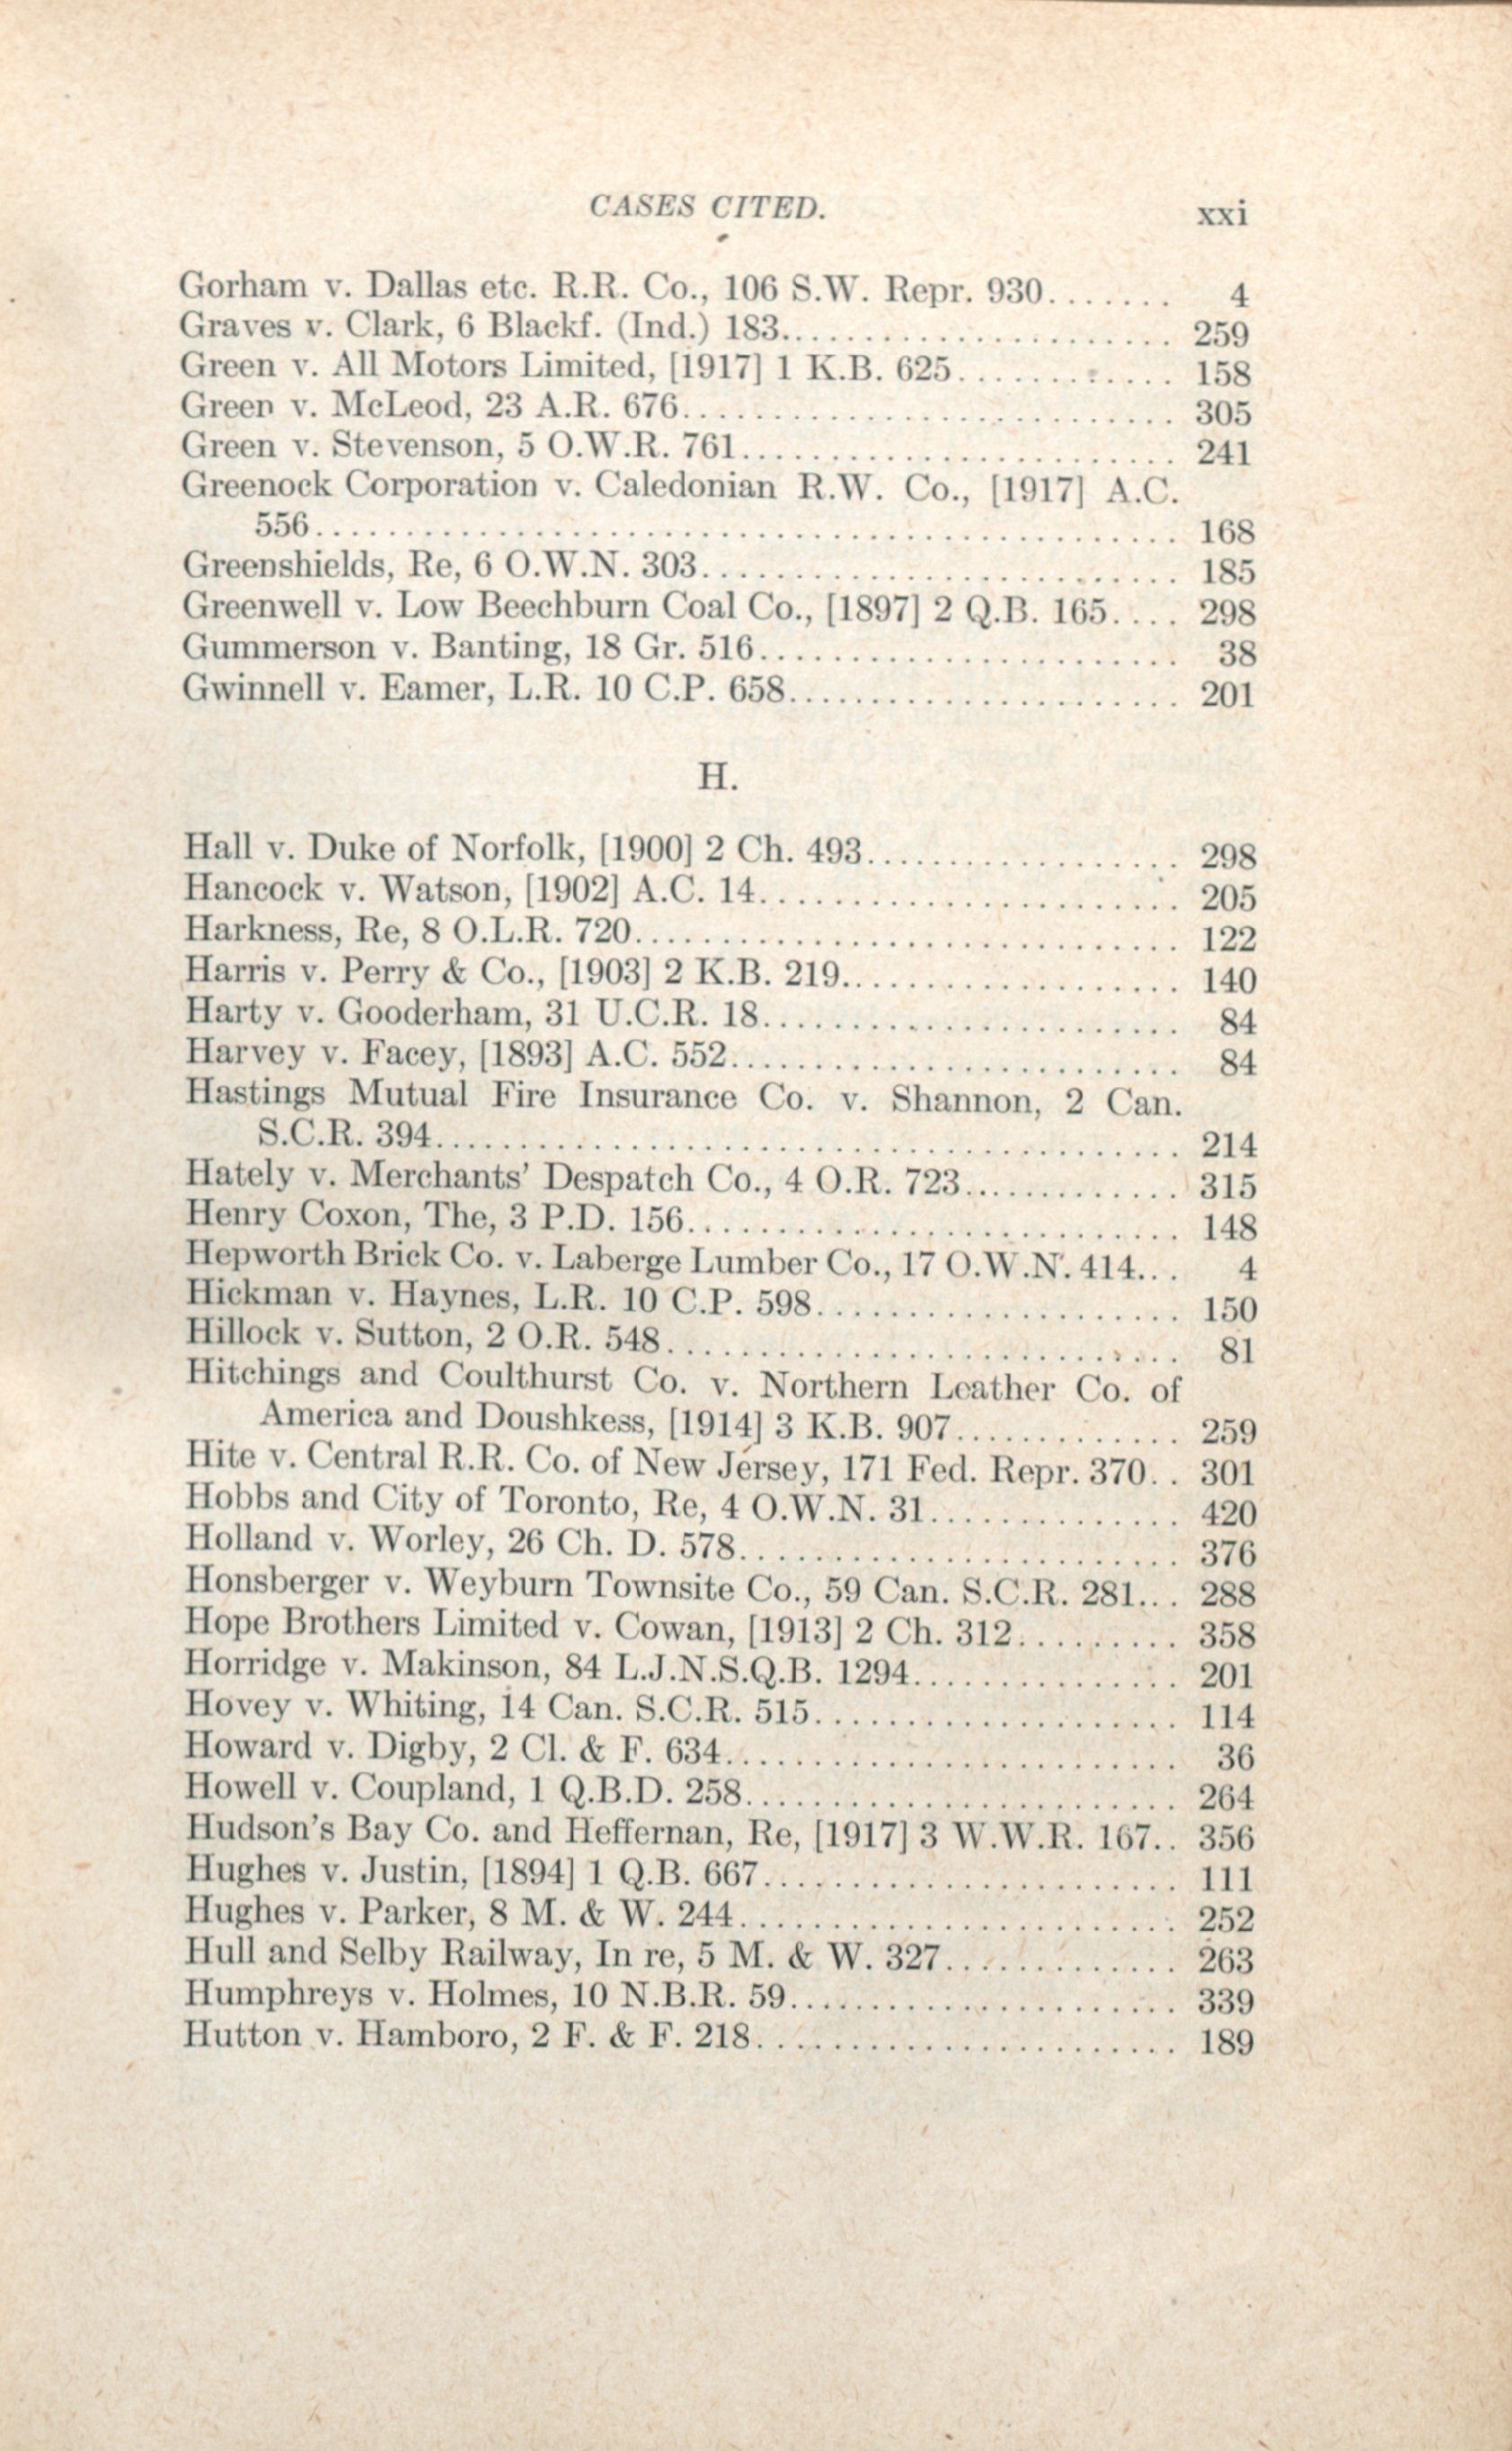 CASES CITED. xxi
Gorham v. Dallas etc. R.R. Co., 106 S.W. Repr. 930....... 4
Graves v. Clark, 6 Blackf. (Ind.) 183..................... 259
Green v. All Motors Limited, [1917] 1 K.B. 625............ 158
Green v. McLeod, 23 A.R. 676.......................... 305
Green v. Stevenson, 5 O.W.R. 761....................... 241
Greenock Corporation v. Caledonian R.W. Co., [1917] A.C.
556............................................. 168
Greenshields, Re, 6 O.W.N. 303......................... 185
Greenwell v. Low Beechburn Coal Co., [1897] 2 Q.B. 165.... 298
Gummerson v. Banting, 18 Gr. 516...................... 38
Gwinnell v. Eamer, L.R. 10 C.P. 658..................... 201
H.
Hall v. Duke of Norfolk, [1900] 2 Ch. 493................. 298
Hancock v. Watson, [1902] A.C. 14...................... 205
Harkness, Re, 8 O.L.R. 720............................. 122
Harris v. Perry & Co., [1903] 2 K.B. 219.................. 140
Harty v. Gooderham, 31 U.C.R. 18...................... 84
Harvey v. Facey, [1893] A.C. 552........................ 84
Hastings Mutual Fire Insurance Co. v. Shannon, 2 Can.
S.C.R. 394....................................... 214
Hately v. Merchants' Despatch Co., 4 O.R. 723............ 315
Henry Coxon, The, 3 P.D. 156.......................... 148
Hepworth Brick Co. v. Laberge Lumber Co., 17 O.W.N. 414... 4
Hickman v. Haynes, L.R. 10 C.P. 598................... 150
Hillock v. Sutton, 2 O.R. 548........................... 81
Hitchings and Coulthurst Co. v. Northern Leather Co. of
America and Doushkess, [1914] 3 K.B. 907............ 259
Hite v. Central R.R. Co. of New Jersey, 171 Fed. Repr. 370.. 301
Hobbs and City of Toronto, Re, 4 O.W.N. 31.............. 420
Holland v. Worley, 26 Ch. D. 578....................... 376
Honsberger v. Weyburn Townsite Co., 59 Can. S.C.R. 281... 288
Hope Brothers Limited v. Cowan, [1913] 2 Ch. 312......... 358
Horridge v. Makinson, 84 L.J.N.S.Q.B. 1294.............. 201
Hovey v. Whiting, 14 Can. S.C.R. 515................... 114
Howard v. Digby, 2 Cl. & F. 634........................ 36
Howell v. Coupland, 1 Q.B.D. 258....................... 264
Hudson's Bay Co. and Heffernan, Re, [1917] 3 W.W.R. 167.. 356
Hughes v. Justin, [1894] 1 Q.B. 667...................... 111
Hughes v. Parker, 8 M. & W. 244....................... 252
Hull and Selby Railway, In re, 5 M. & W. 327............. 263
Humphreys v. Holmes, 10 N.B.R. 59..................... 339
Hutton v. Hamboro, 2 F. & F. 218....................... 189